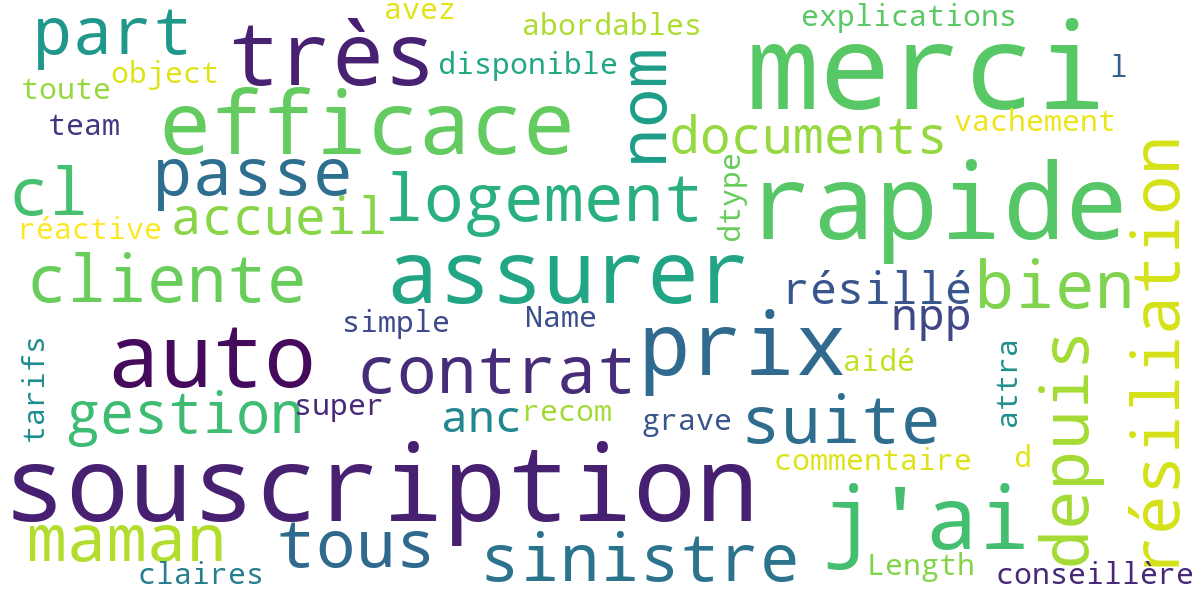 avez
part
très
abordables
explications
merci
object
disponible
nom
l
toute
efficace
documents
vachement
team
passe
cl
logement
dtype
rapide
résiliation
accueil
réactive
cliente
assurer
résillé
bien
simple
Name
npp
auto
contrat
prix
aidé
attra
depuis
tarifs
gestion
super
anc
recom
grave
suite
souscription
commentaire
d
maman
tous
sinistre
j'ai
claires
Length
conseillère